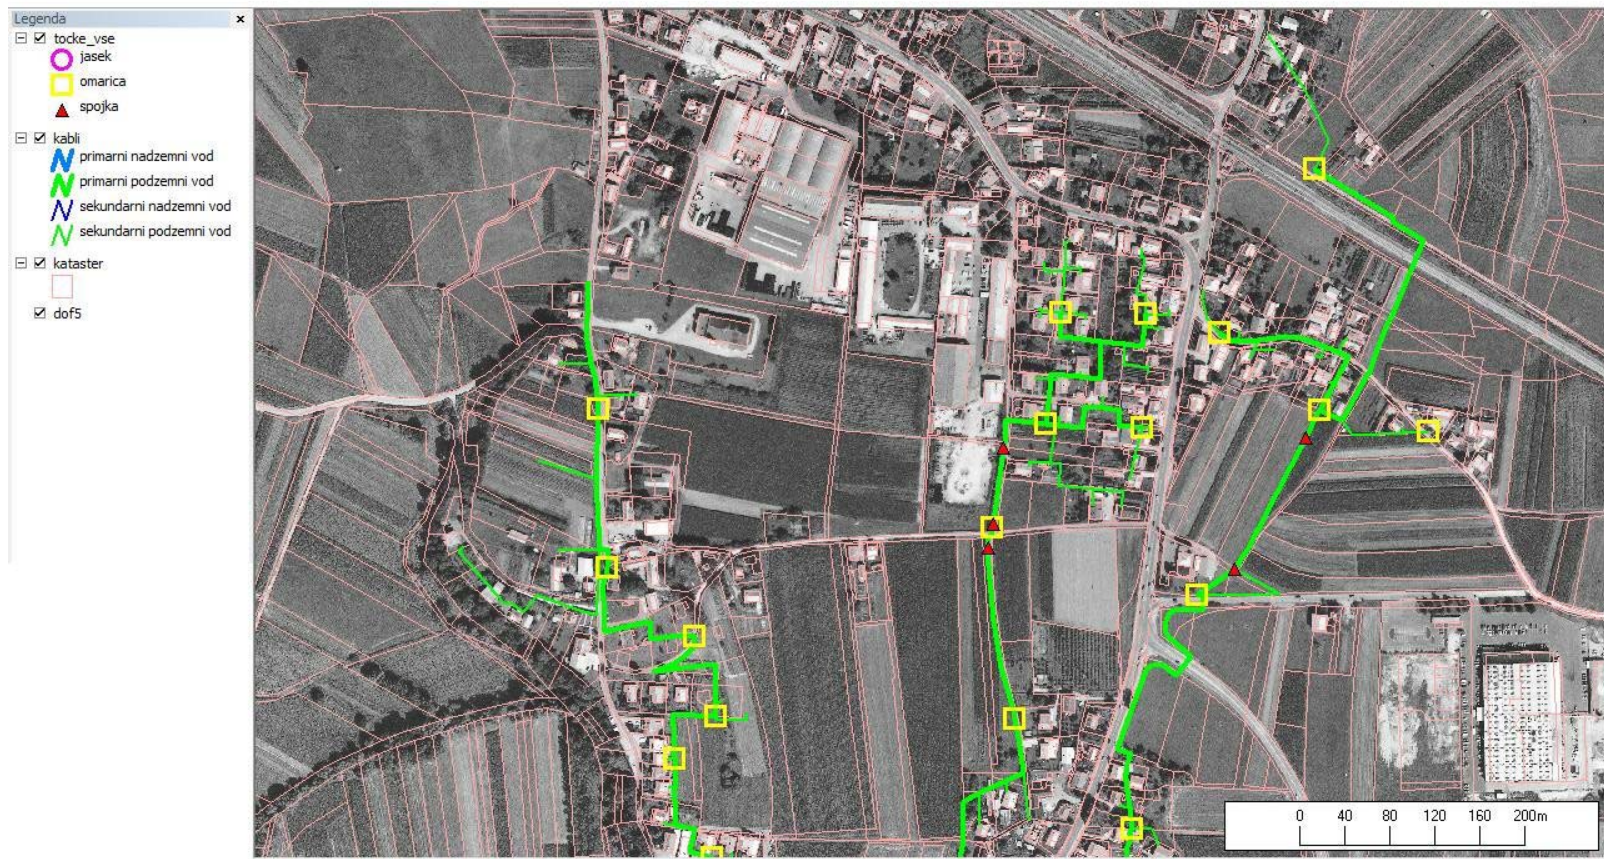 Legenda
tocke_vse
jasek
omarica
spojka
kabli
primarni nadzemni vod
primarni podzemni vod
sekundarni nadzemni vod
sekundarni podzemni vod
kataster
dof5
0 40 80 120 160 200m